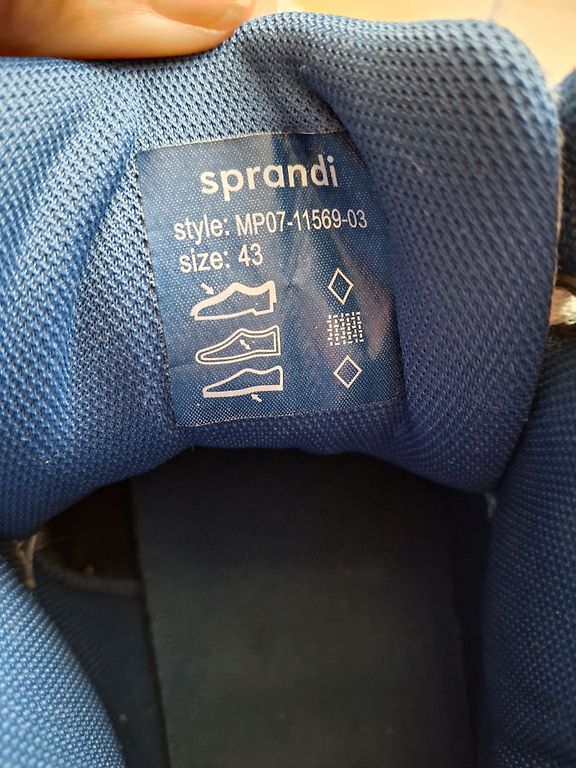 sprandi
style: MP07-11569-03
size: 43